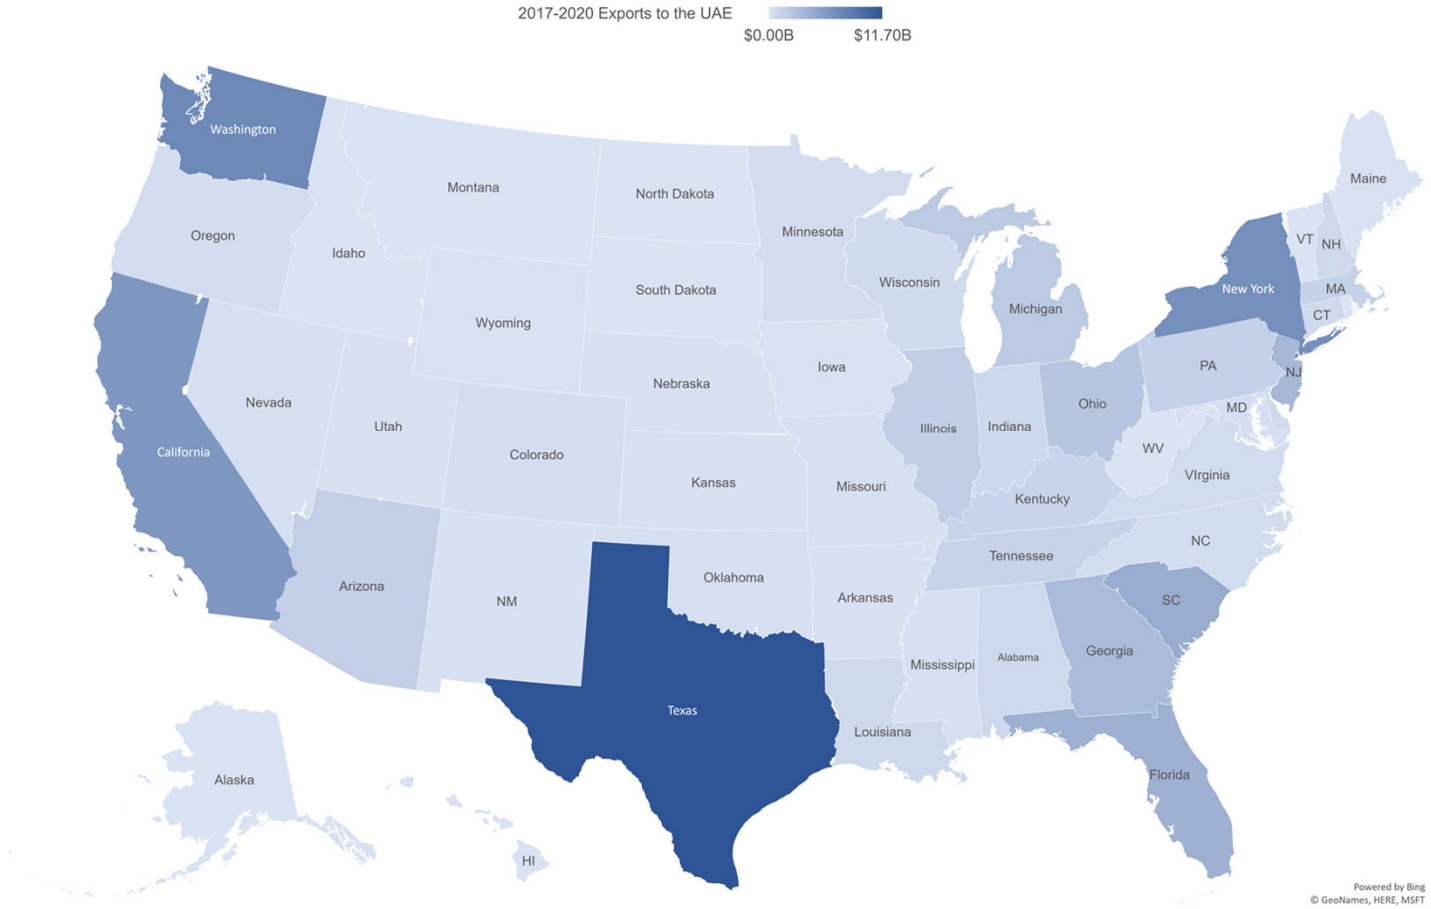 2017-2020 Exports to the UAE
$0.00B $11.70B
Washington
Montana
North Dakota
Minnesota
Maine
Oregon
Idaho
Wisconsin
VT
NH
South Dakota
Michigan
New York
MA
CT
Wyoming
Iowa
PA
NJ
Nebraska
Nevada
Utah
Ohio
MD
Illinois
Indiana
California
Colorado
WV
VIrginia
Kansas
Missouri
Kentucky
NC
Tennessee
Arizona
NM
Oklahoma
Arkansas
SC
Mississippi
Alabama
Georgia
Texas
Louisiana
Florida
Alaska
HI
Powered by Bing
© GeoNames, HERE, MSFT